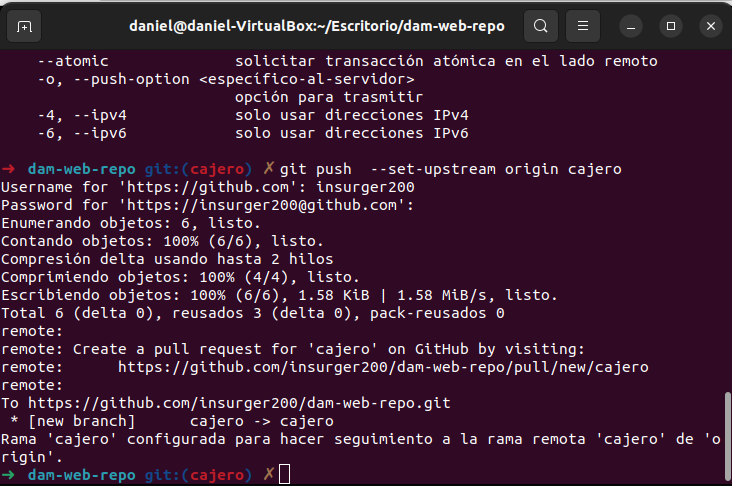 daniel@daniel-VirtualBox:~/Escritorio/dam-web-repo
--atomic              solicitar transacción atómica en el lado remoto
-o, --push-option <específico-al-servidor>
                      opción para trasmitir
-4, --ipv4            solo usar direcciones IPv4
-6, --ipv6            solo usar direcciones IPv6
➜  dam-web-repo git:(cajero) ✗ git push  --set-upstream origin cajero
Username for 'https://github.com': insurger200
Password for 'https://insurger200@github.com':
Enumerando objetos: 6, listo.
Contando objetos: 100% (6/6), listo.
Compresión delta usando hasta 2 hilos
Comprimiendo objetos: 100% (4/4), listo.
Escribiendo objetos: 100% (6/6), 1.58 KiB | 1.58 MiB/s, listo.
Total 6 (delta 0), reusados 3 (delta 0), pack-reusados 0
remote:
remote: Create a pull request for 'cajero' on GitHub by visiting:
remote:      https://github.com/insurger200/dam-web-repo/pull/new/cajero
remote:
To https://github.com/insurger200/dam-web-repo.git
 * [new branch]      cajero -> cajero
Rama 'cajero' configurada para hacer seguimiento a la rama remota 'cajero' de 'o
rigin'.
➜  dam-web-repo git:(cajero) ✗